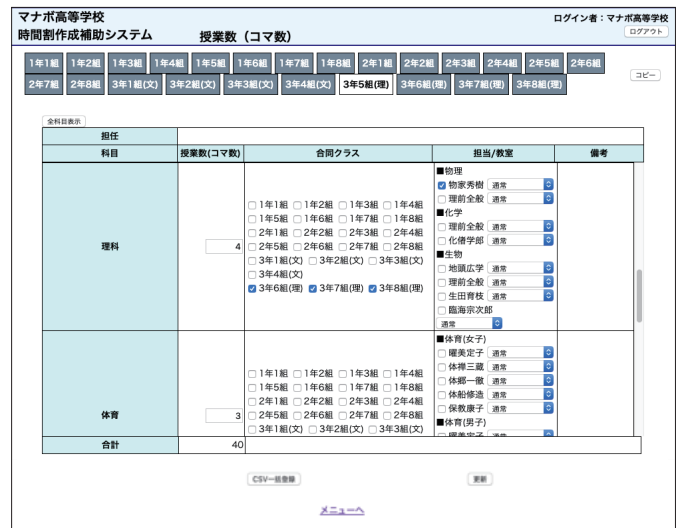 マナボ高等学校
ログイン者：マナボ高等学校
時間割作成補助システム 授業数（コマ数）
ログアウト
1年1組 1年2組 1年3組 1年4組 1年5組 1年6組 1年7組 1年8組 2年1組 2年2組 2年3組 2年4組 2年5組 2年6組
2年7組 2年8組 3年1組(文) 3年2組(文) 3年3組(文) 3年4組(文) 3年5組(理) 3年6組(理) 3年7組(理) 3年8組(理)
コピー
全科目表示
担任
科目 授業数(コマ数) 合同クラス 担当/教室 備考
理科
4
1年1組 1年2組 1年3組 1年4組
1年5組 1年6組 1年7組 1年8組
2年1組 2年2組 2年3組 2年4組
2年5組 2年6組 2年7組 2年8組
3年1組(文) 3年2組(文) 3年3組(文)
3年4組(文)
3年6組(理) 3年7組(理) 3年8組(理)
■物理
物家秀樹 通常
理前全般 通常
■化学
理前全般 通常
化偆学郎 通常
■生物
地頭広学 通常
理前全般 通常
生田育枝 通常
臨海宗次郎
通常
体育
3
1年1組 1年2組 1年3組 1年4組
1年5組 1年6組 1年7組 1年8組
2年1組 2年2組 2年3組 2年4組
2年5組 2年6組 2年7組 2年8組
3年1組(文) 3年2組(文) 3年3組(文)
■体育(女子)
曜美定子 通常
体禅三蔵 通常
体郷一徹 通常
体船修造 通常
保教康子 通常
■体育(男子)
合計 40
CSV一括登録
更新
メニューへ